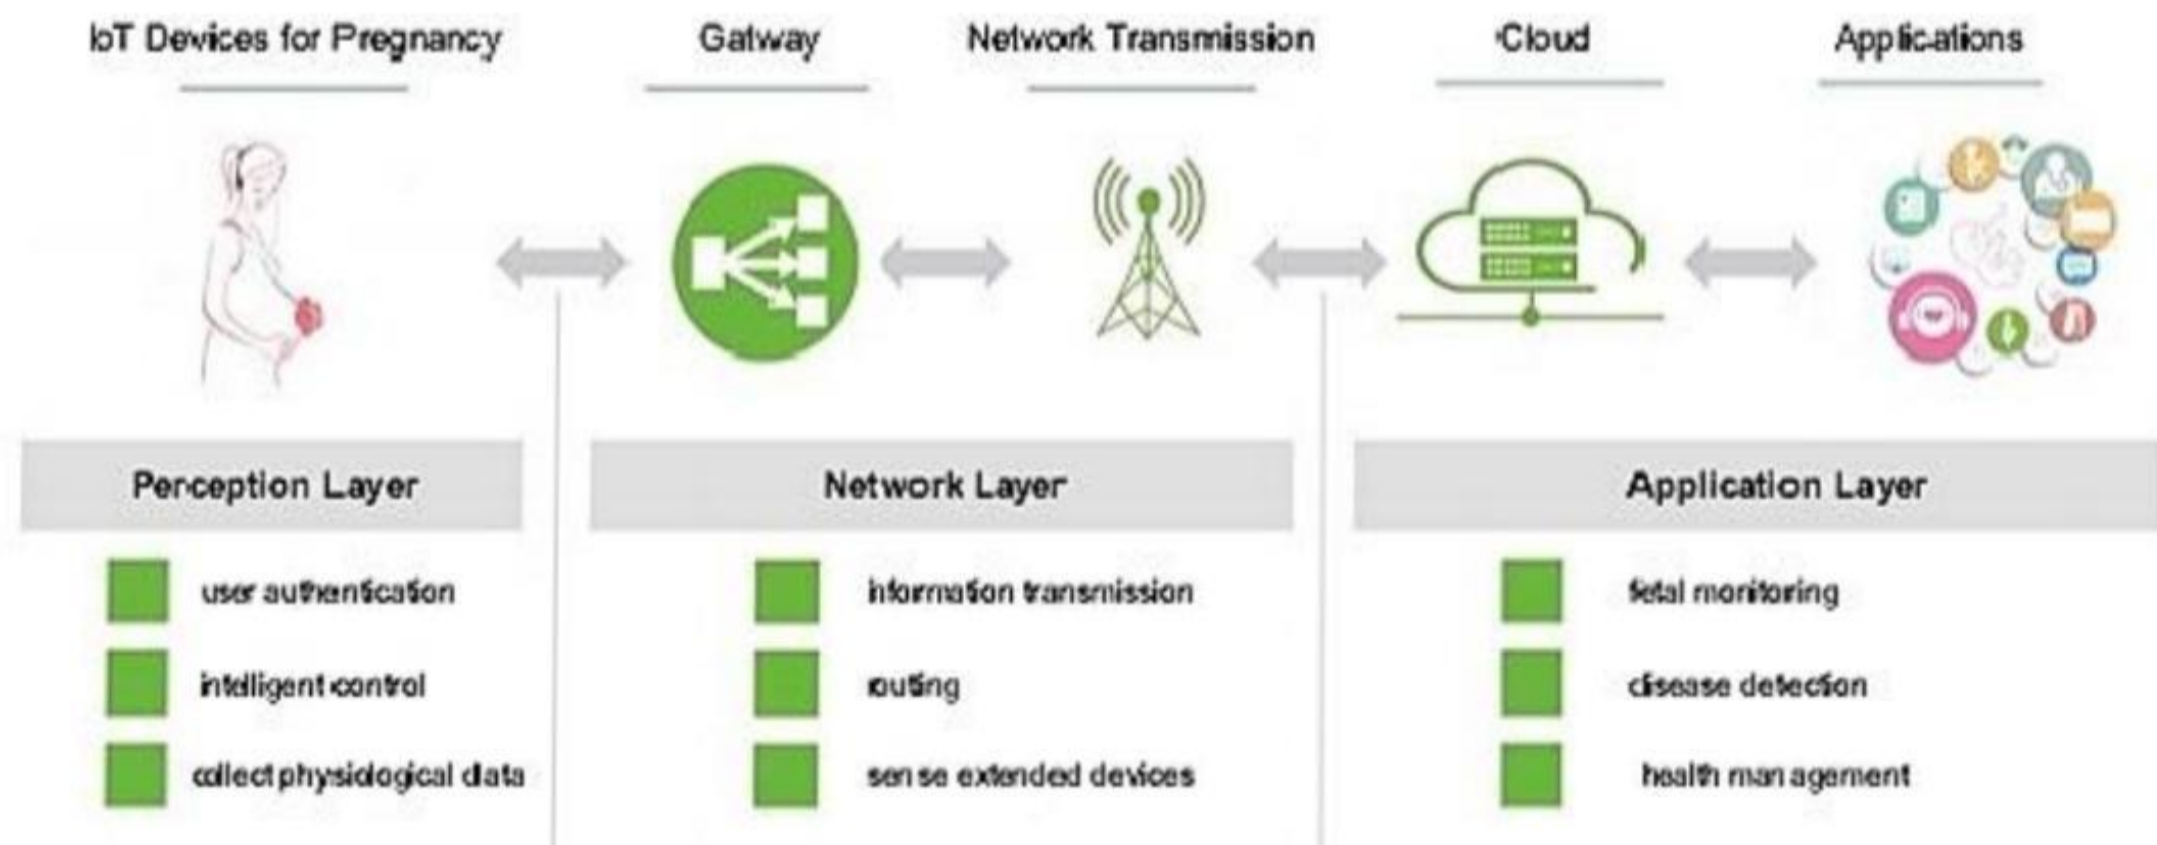 IoT Devices for Pregnancy
Gatway
Network Transmission
Cloud
Applications
Perception Layer
Network Layer
Application Layer
user authentication
intelligent control
collect physiological data
information transmission
routing
sense extended devices
fetal monitoring
disease detection
health management